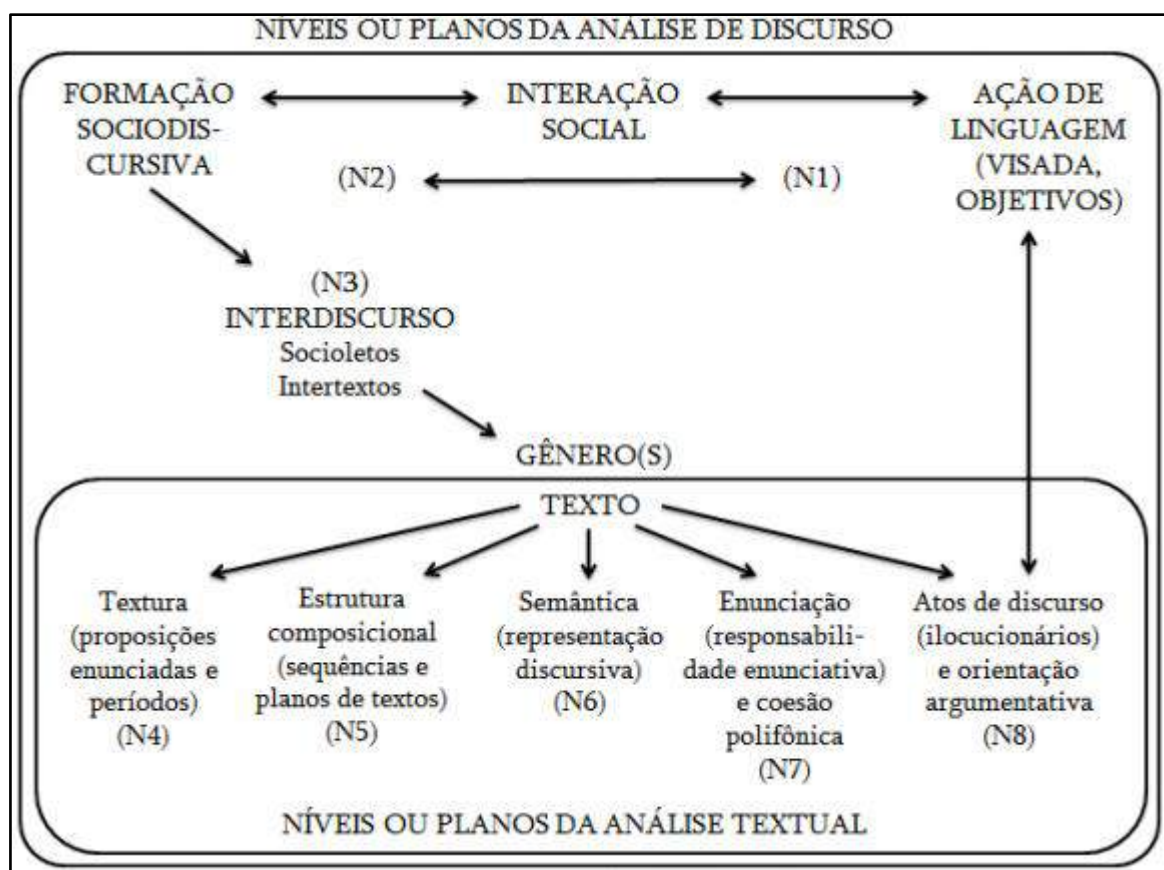 NÍVEIS OU PLANOS DA ANÁLISE DE DISCURSO
FORMAÇÃO
SOCIODIS-
CURSIVA
INTERAÇÃO
SOCIAL
AÇÃO DE
LINGUAGEM
(VISADA,
OBJETIVOS)
(N2)
(N1)
(N3)
INTERDISCURSO
Socioletos
Intertextos
GÊNERO(S)
TEXTO
Textura
(proposições
enunciadas e
períodos)
(N4)
Estrutura
composicional
(sequências e
planos de textos)
(N5)
Semântica
(representação
discursiva)
(N6)
Enunciação
(responsabili-
dade enunciativa)
e coesão
polifônica
(N7)
Atos de discurso
(ilocucionários)
e orientação
argumentativa
(N8)
NÍVEIS OU PLANOS DA ANÁLISE TEXTUAL